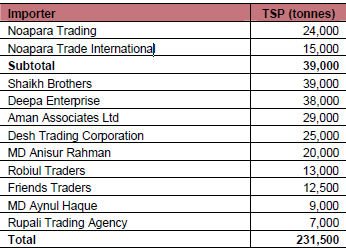 Importer TSP (tonnes)
Noapara Trading 24,000
Noapara Trade International 15,000
Subtotal 39,000
Shaikh Brothers 39,000
Deepa Enterprise 38,000
Aman Associates Ltd 29,000
Desh Trading Corporation 25,000
MD Anisur Rahman 20,000
Robiul Traders 13,000
Friends Traders 12,500
MD Aynul Haque 9,000
Rupali Trading Agency 7,000
Total 231,500